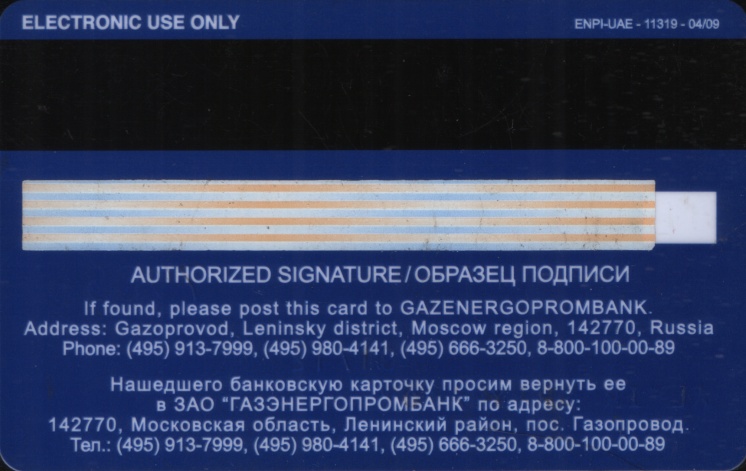 ELECTRONIC USE ONLY
ENPI-UAE - 11319 - 04/09
AUTHORIZED SIGNATURE/ОБРАЗЕЦ ПОДПИСИ
If found, please post this card to GAZENERGOPROMBANK.
Address: Gazoprovod, Leninsky district, Moscow region, 142770, Russia
Phone: (495) 913-7999, (495) 980-4141, (495) 666-3250, 8-800-100-00-89
Нашедшего банковскую карточку просим вернуть ее
в ЗАО "ГАЗЭНЕРГОПРОМБАНК" по адресу:
142770, Московская область, Ленинский район, пос. Газопровод.
Тел.: (495) 913-7999, (495) 980-4141, (495) 666-3250, 8-800-100-00-89